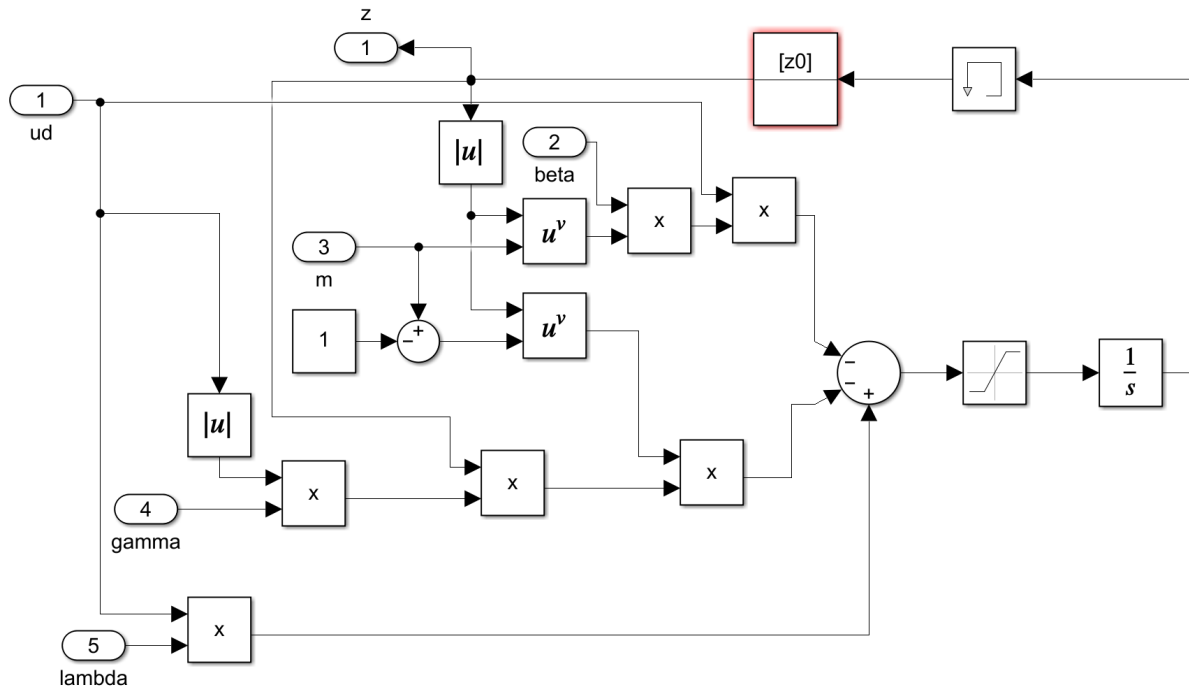 z
1
[z0]
1
ud
|u|
2
beta
x
x
u^v
3
m
1
− +
u^v
−
−
+
1
s
|u|
x
x
x
4
gamma
x
5
lambda